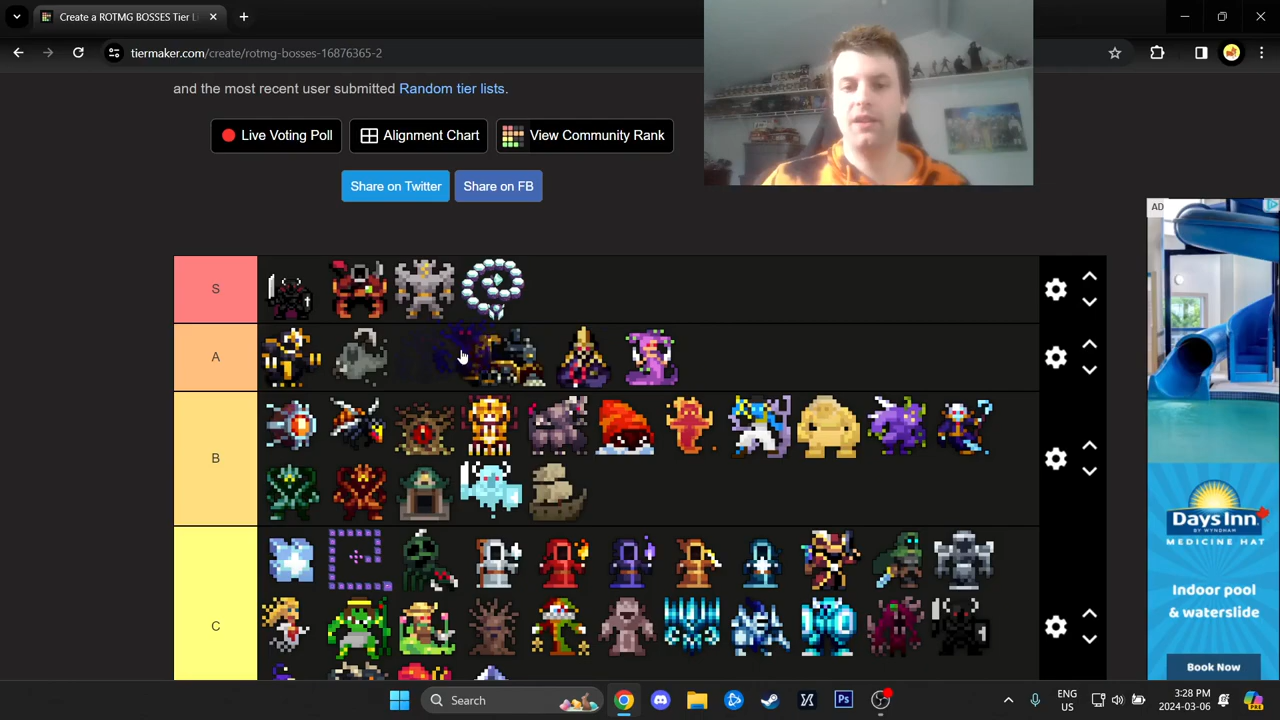 Create a ROTMG BOSSES Tier Li
tiermaker.com/create/rotmg-bosses-16876365-2
and the most recent user submitted Random tier lists.
Live Voting Poll
Alignment Chart
View Community Rank
Share on Twitter
Share on FB
AD
S
A
B
C
Days Inn
BY WYNDHAM
MEDICINE HAT
Indoor pool
& waterslide
Book Now
Search
ENG
US
3:28 PM
2024-03-06